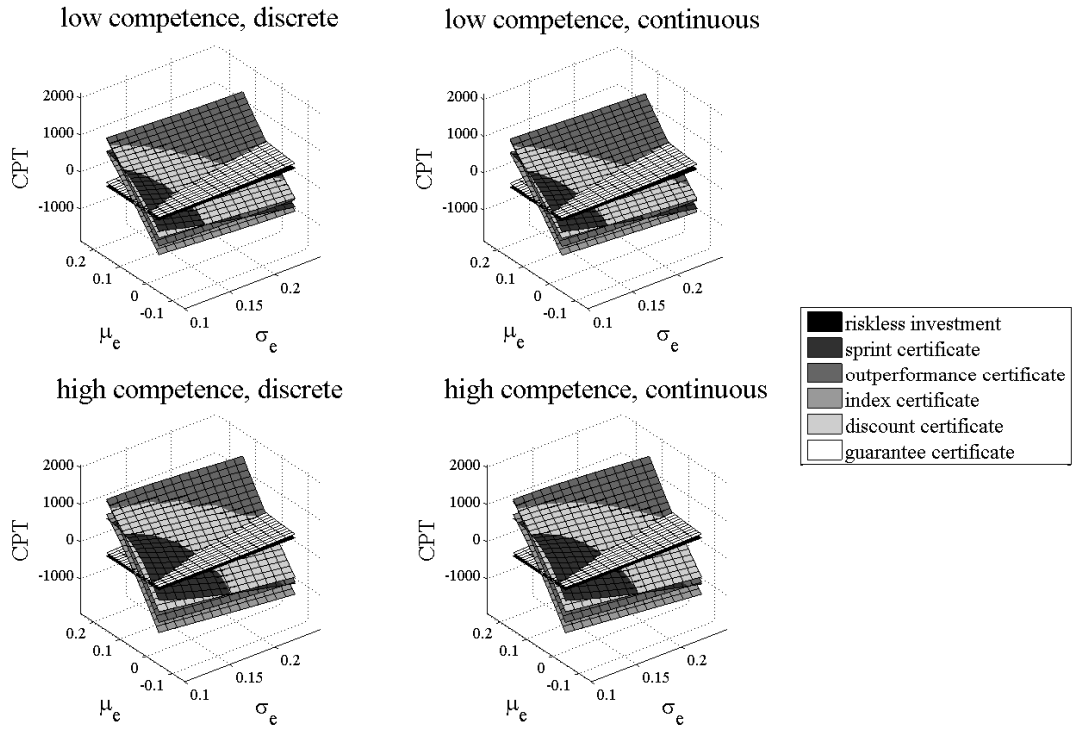 low competence, discrete
low competence, continuous
2000
1000
0
-1000
CPT
0.2
0.1
0
-0.1
μe
0.1
0.15
0.2
σe
2000
1000
0
-1000
CPT
0.2
0.1
0
-0.1
μe
0.1
0.15
0.2
σe
riskless investment
sprint certificate
outperformance certificate
index certificate
discount certificate
guarantee certificate
high competence, discrete
high competence, continuous
2000
1000
0
-1000
CPT
0.2
0.1
0
-0.1
μe
0.1
0.15
0.2
σe
2000
1000
0
-1000
CPT
0.2
0.1
0
-0.1
μe
0.1
0.15
0.2
σe